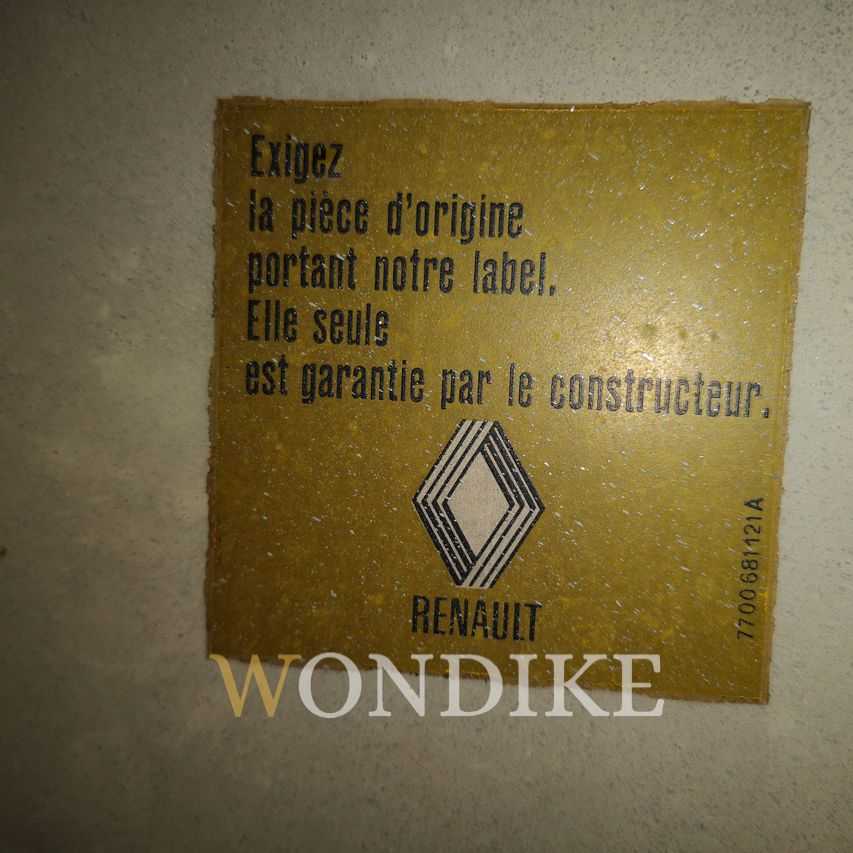 Exigez
la pièce d'origine
portant notre label.
Elle seule
est garantie par le constructeur.
RENAULT
7700681121A
WONDIKE